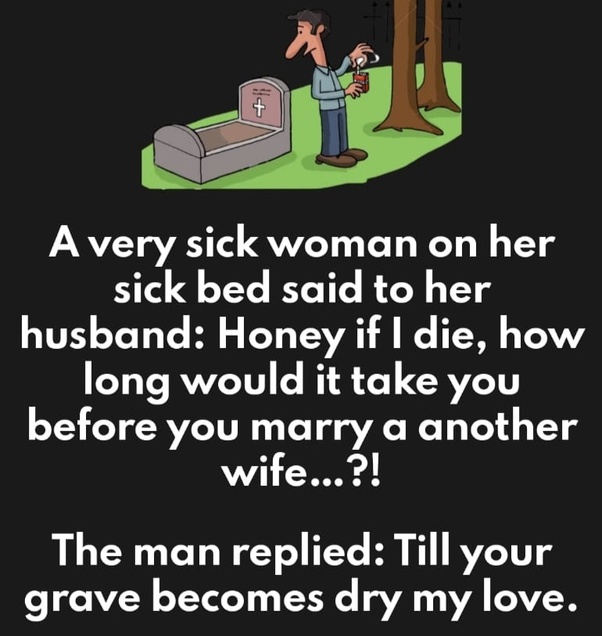 A very sick woman on her
sick bed said to her
husband: Honey if I die, how
long would it take you
before you marry a another
wife...?!
The man replied: Till your
grave becomes dry my love.